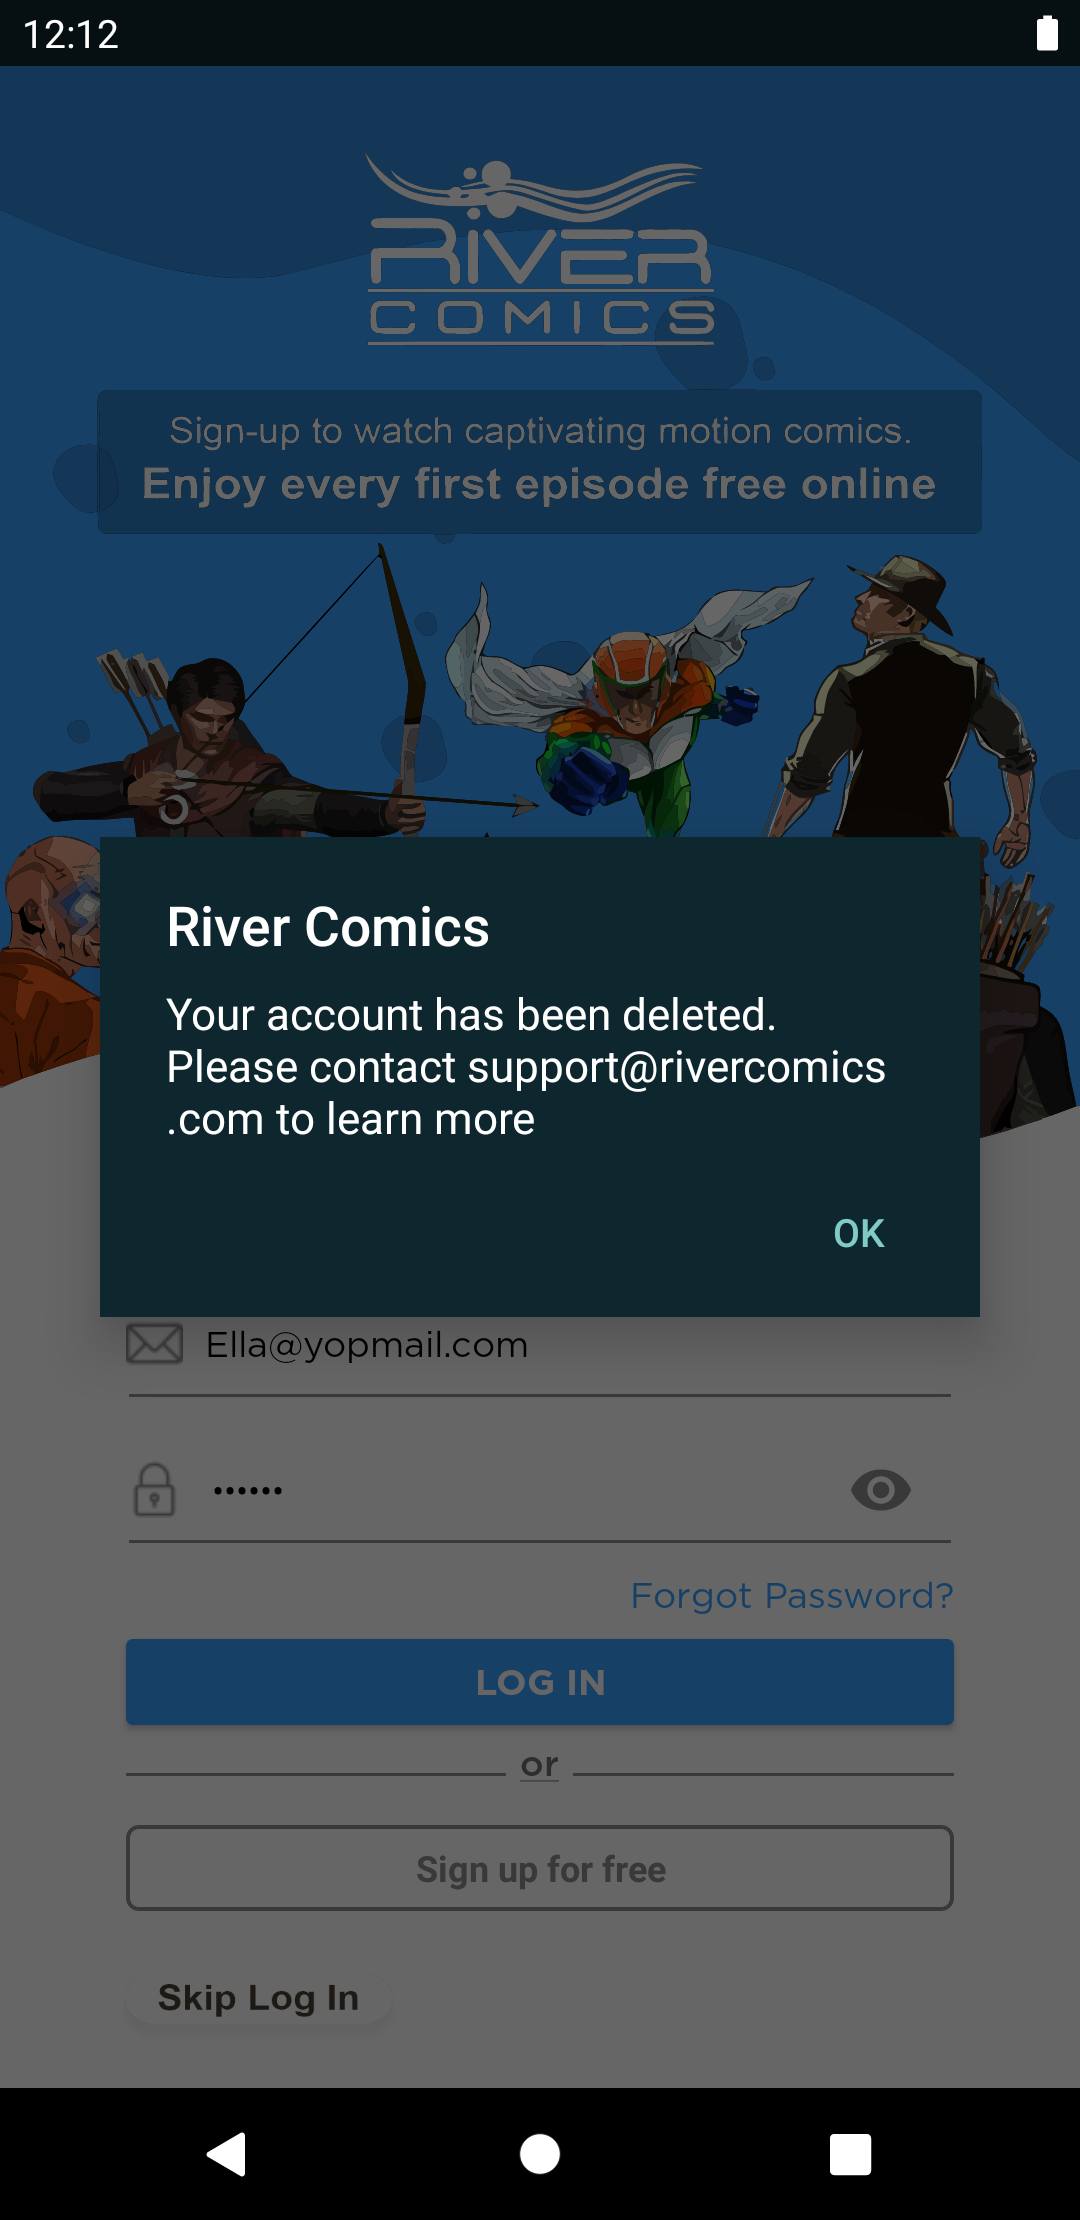 12:12
RIVER
COMICS
Sign-up to watch captivating motion comics.
Enjoy every first episode free online
River Comics
Your account has been deleted.
Please contact support@rivercomics
.com to learn more
OK
Ella@yopmail.com
••••••
Forgot Password?
LOG IN
or
Sign up for free
Skip Log In